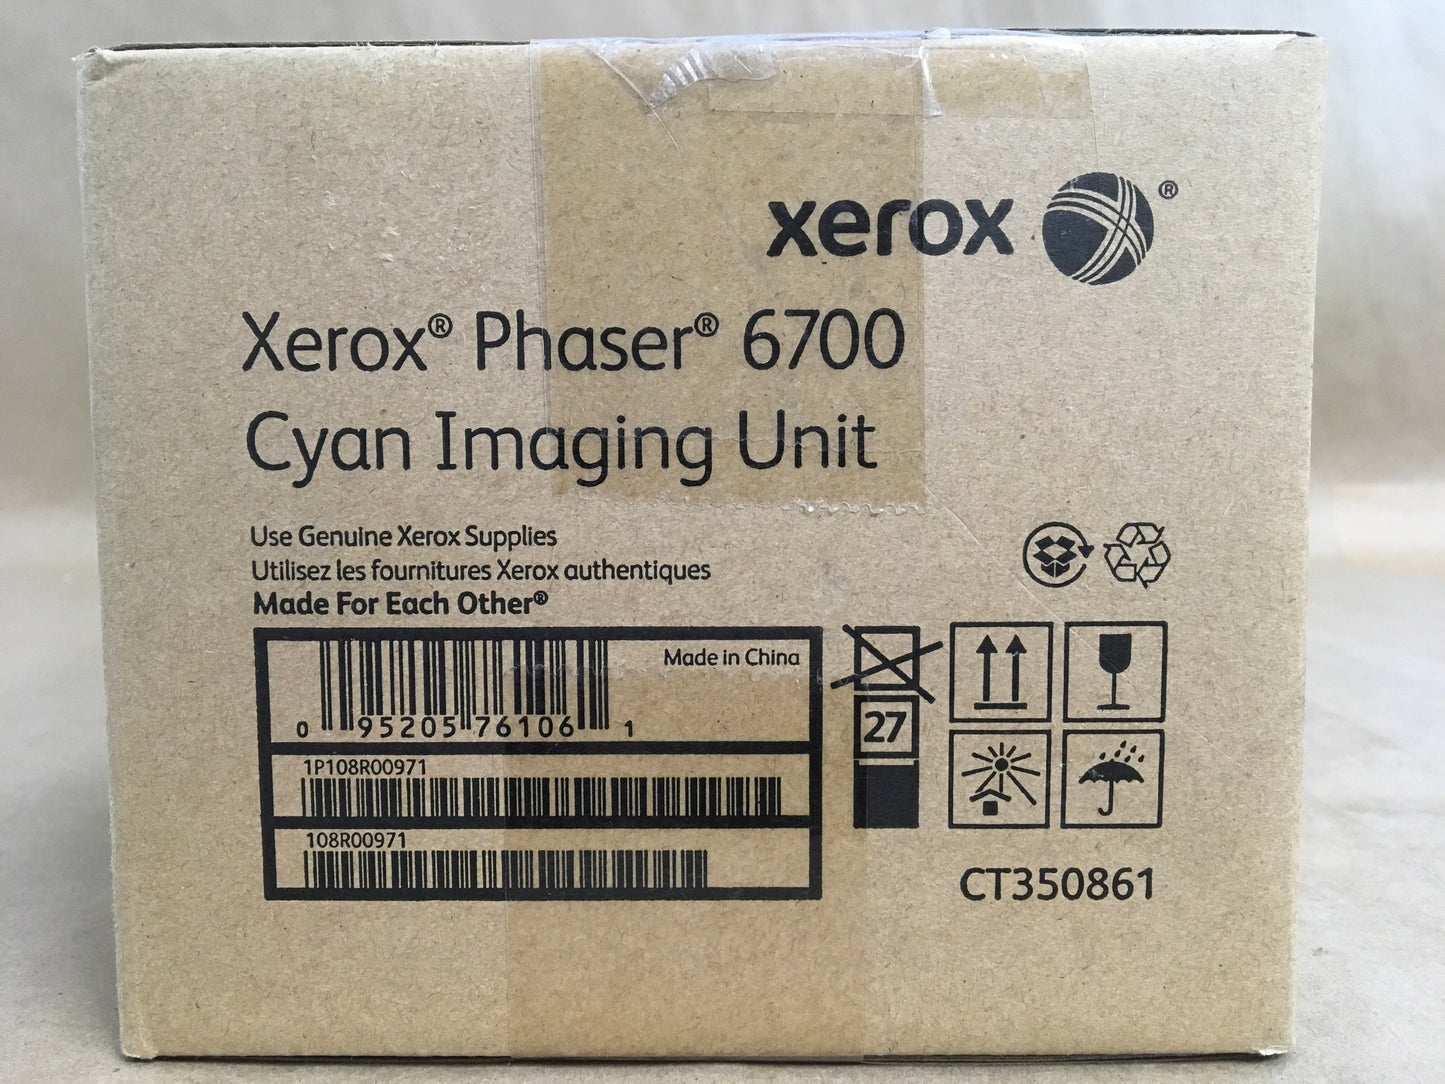 xerox ®
Xerox® Phaser® 6700
Cyan Imaging Unit
Use Genuine Xerox Supplies
Utilisez les fournitures Xerox authentiques
Made For Each Other®
Made in China
0 95205 76106 1
27
1P108R00971
108R00971
CT350861